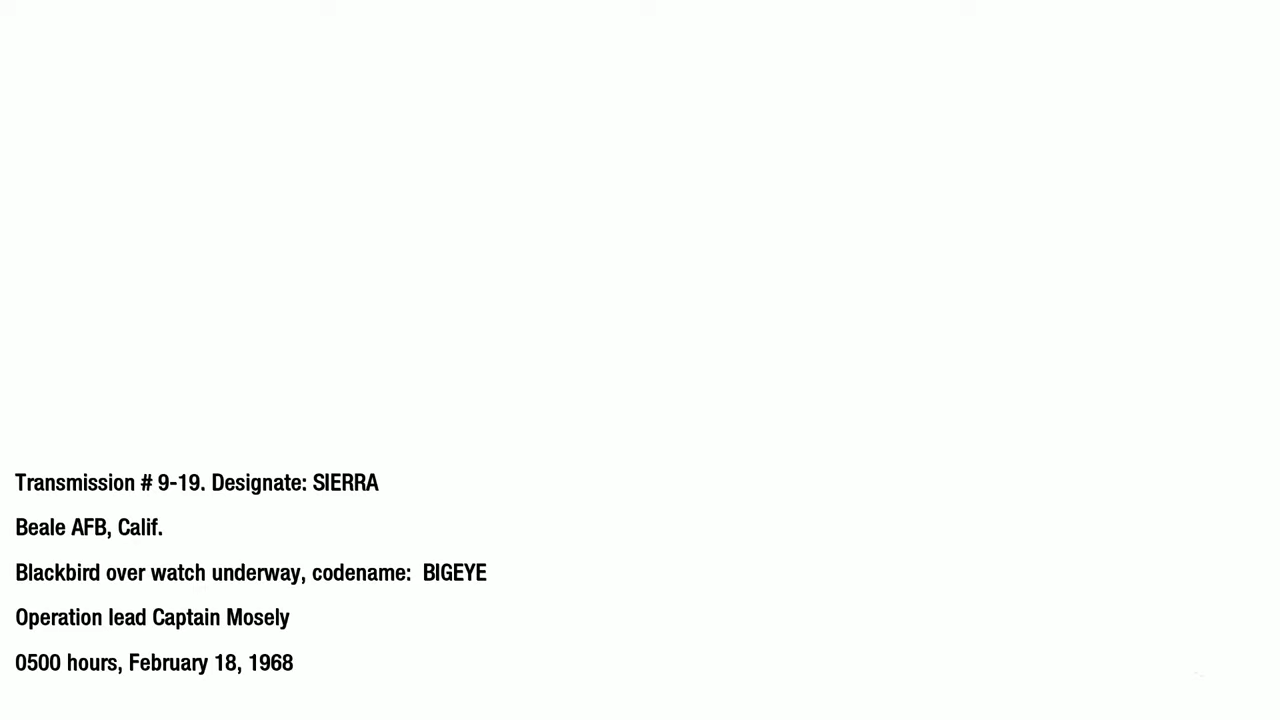 Transmission # 9-19. Designate: SIERRA
Beale AFB, Calif.
Blackbird over watch underway, codename:  BIGEYE
Operation lead Captain Mosely
0500 hours, February 18, 1968